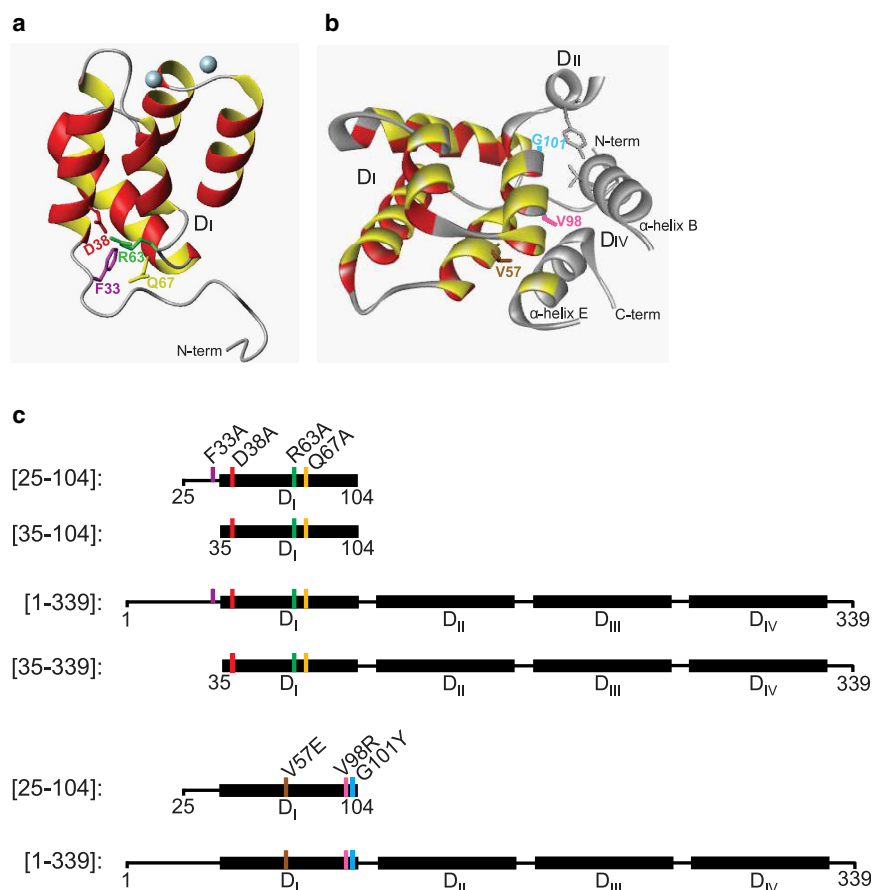 a
D38
R63
F33
Q67
DI
N-term
b
DII
G101
N-term
DI
V98
DIV
α-helix B
V57
α-helix E
C-term
c
F33A D38A R63A Q67A
[25-104]:
25 DI 104
[35-104]:
35 DI 104
[1-339]:
1 DI DII DIII DIV 339
[35-339]:
35 DI DII DIII DIV 339
V57E V98R G101Y
[25-104]:
25 DI 104
[1-339]:
1 DI DII DIII DIV 339